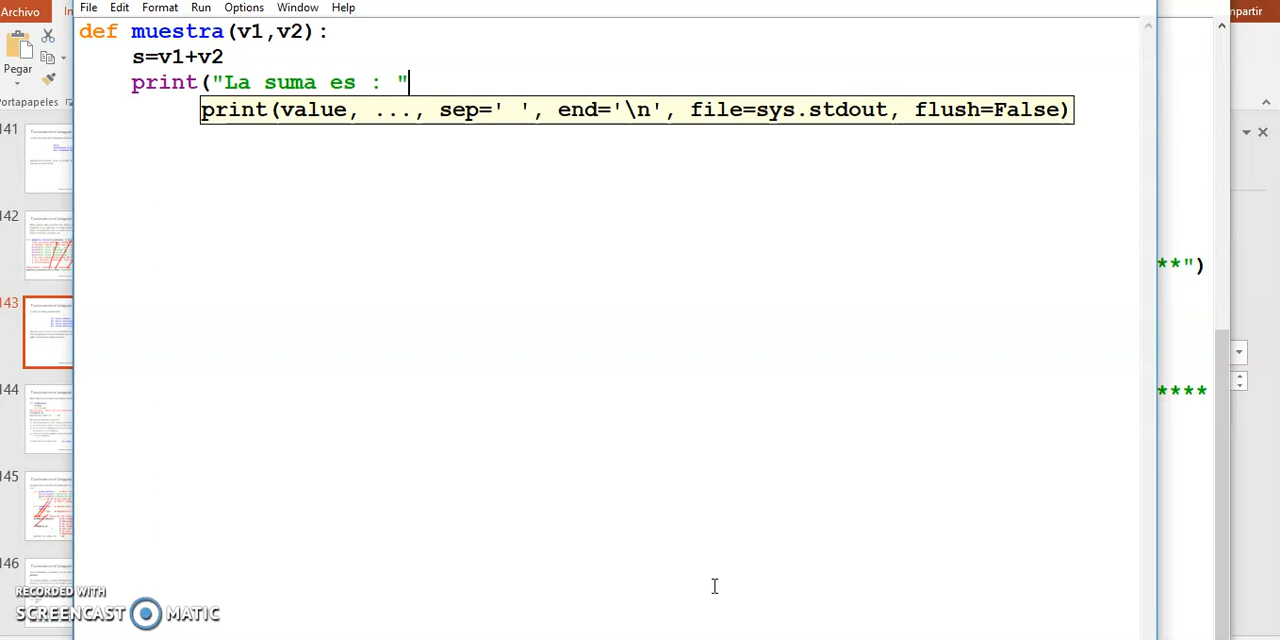 Archivo
File Edit Format Run Options Window Help
mpartir
def muestra(v1,v2):
s=v1+v2
print("La suma es : "
print(value, ..., sep=' ', end='\n', file=sys.stdout, flush=False)
Pegar
Portapapeles
141
142
143
144
145
146
**")
****
RECORDED WITH
SCREENCAST MATIC